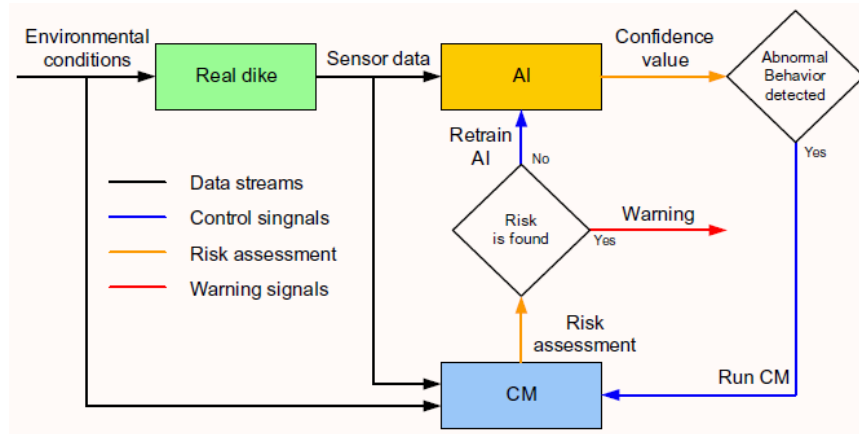 Environmental
conditions
Real dike
Sensor data
AI
Confidence
value
Abnormal
Behavior
detected
Yes
Retrain
AI
No
Risk
is found
Yes
Warning
Data streams
Control singnals
Risk assessment
Warning signals
Risk
assessment
CM
Run CM